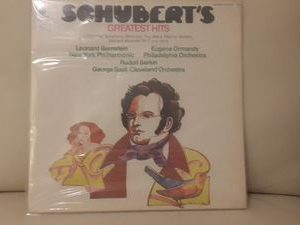 SCHUBERT'S
GREATEST HITS
Leonard Bernstein Eugene Ormandy
New York Philharmonic Philadelphia Orchestra
Rudolf Serkin
George Szell, Cleveland Orchestra